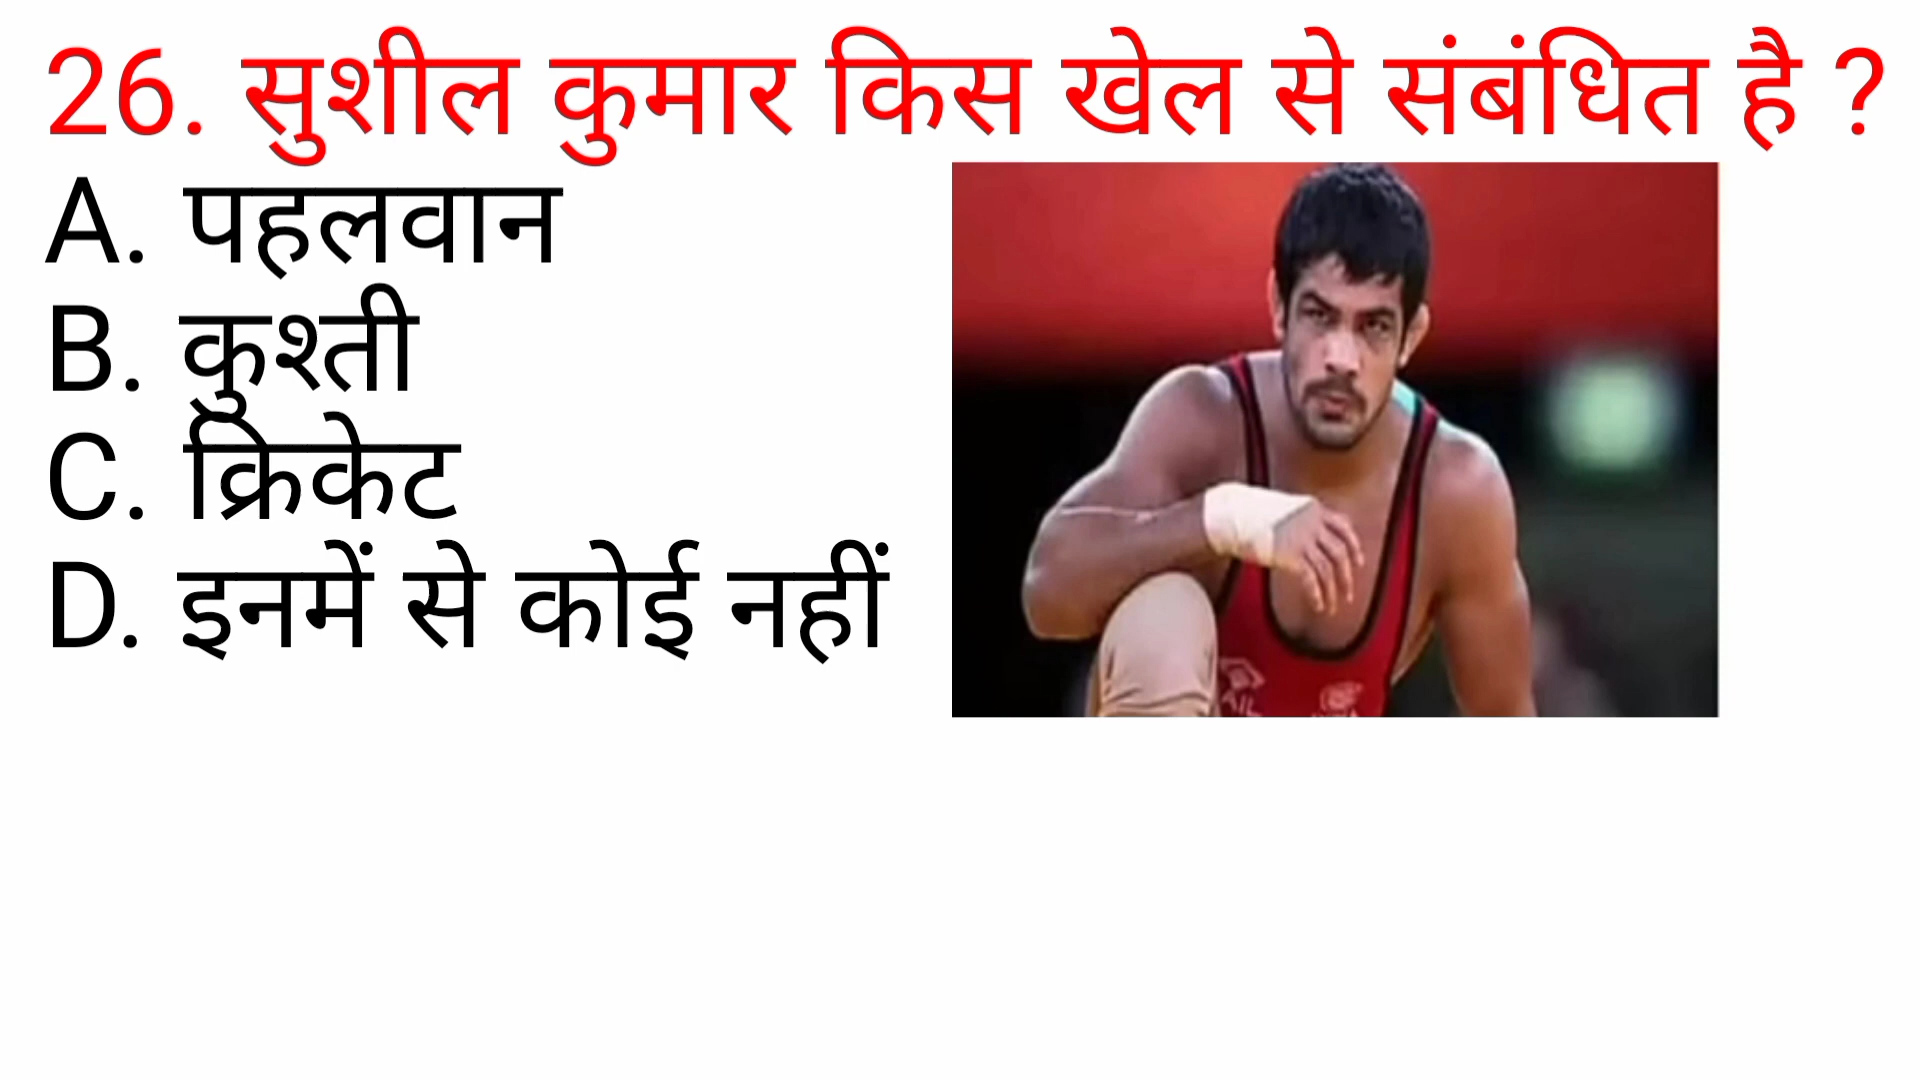 26. सुशील कुमार किस खेल से संबंधित है ?
A. पहलवान
B. कुश्ती
C. क्रिकेट
D. इनमें से कोई नहीं